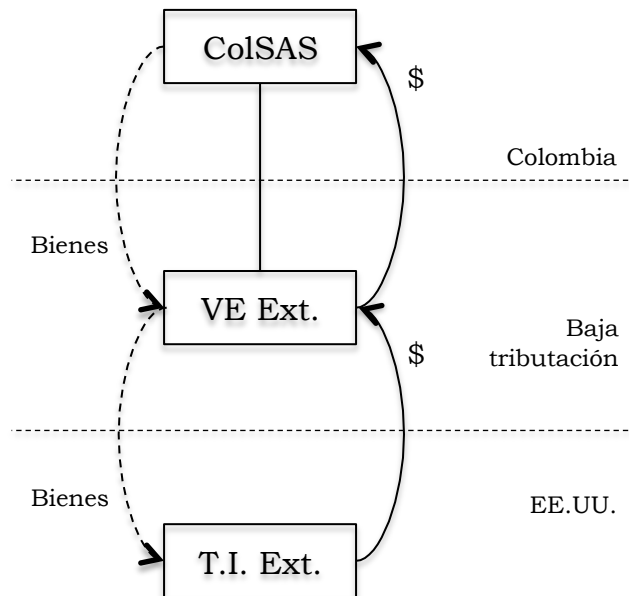 ColSAS
$
Colombia
Bienes
VE Ext.
Baja
tributación
$
Bienes
EE.UU.
T.I. Ext.